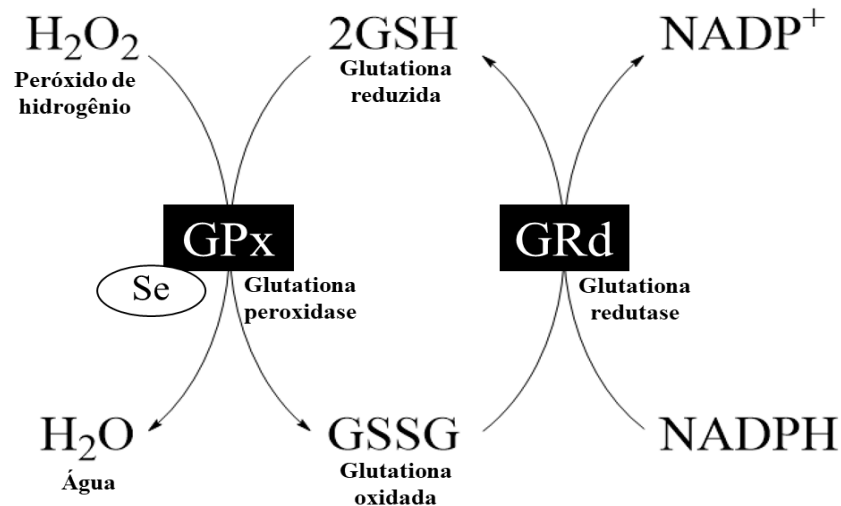 H₂O₂
Peróxido de
hidrogênio
2GSH
Glutationa
reduzida
NADP⁺
GPx
Se
Glutationa
peroxidase
GRd
Glutationa
redutase
H₂O
Água
GSSG
Glutationa
oxidada
NADPH